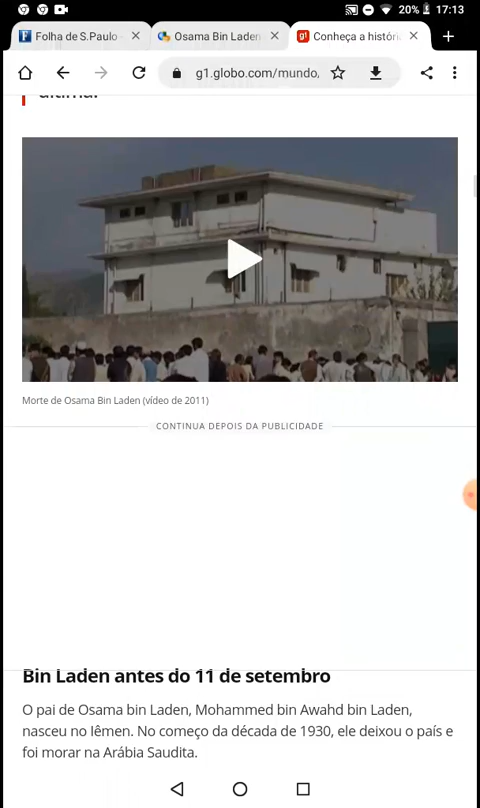 20% 17:13
Folha de S.Paulo
Osama Bin Laden
g1 Conheça a histór
g1.globo.com/mundo,
Morte de Osama Bin Laden (vídeo de 2011)
CONTINUA DEPOIS DA PUBLICIDADE
Bin Laden antes do 11 de setembro
O pai de Osama bin Laden, Mohammed bin Awahd bin Laden,
nasceu no Iêmen. No começo da década de 1930, ele deixou o país e
foi morar na Arábia Saudita.